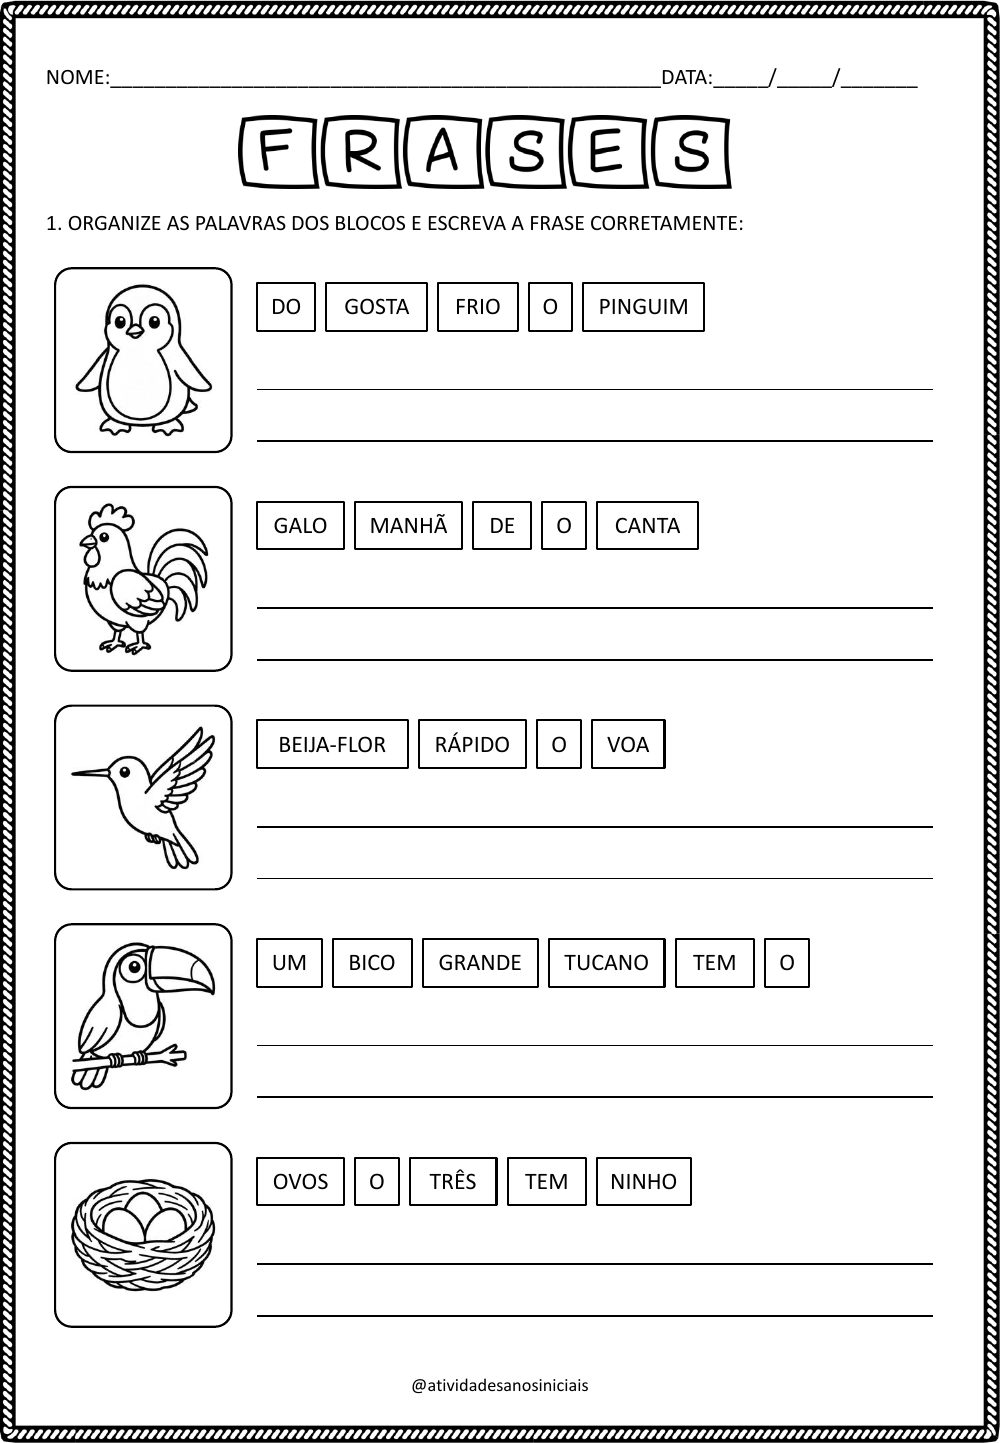 NOME:__________________________________________________DATA:_____/_____/_______
FRASES
1. ORGANIZE AS PALAVRAS DOS BLOCOS E ESCREVA A FRASE CORRETAMENTE:
DO GOSTA FRIO O PINGUIM
GALO MANHÃ DE O CANTA
BEIJA-FLOR RÁPIDO O VOA
UM BICO GRANDE TUCANO TEM O
OVOS O TRÊS TEM NINHO
@atividadesanosiniciais